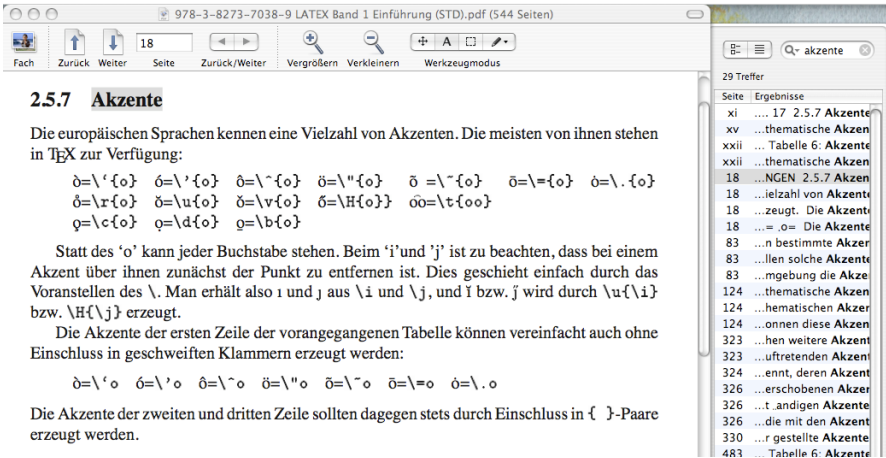 978-3-8273-7038-9 LATEX Band 1 Einführung (STD).pdf (544 Seiten)
18
Fach Zurück Weiter Seite Zurück/Weiter Vergrößern Verkleinern Werkzeugmodus
2.5.7 Akzente
Die europäischen Sprachen kennen eine Vielzahl von Akzenten. Die meisten von ihnen stehen
in TEX zur Verfügung:
ò=\`{o} ó=\'{o} ô=\^{o} ö=\"{o} õ =\~{o} ō=\={o} ȯ=\.{o}
o̊=\r{o} ŏ=\u{o} ǒ=\v{o} ő=\H{o}} o͡o=\t{oo}
o̧=\c{o} ọ=\d{o} o̱=\b{o}
Statt des ‘o’ kann jeder Buchstabe stehen. Beim ‘i’und ’j’ ist zu beachten, dass bei einem
Akzent über ihnen zunächst der Punkt zu entfernen ist. Dies geschieht einfach durch das
Voranstellen des \. Man erhält also ı und ȷ aus \i und \j, und ĭ bzw. ȷ̋ wird durch \u{\i}
bzw. \H{\j} erzeugt.
Die Akzente der ersten Zeile der vorangegangenen Tabelle können vereinfacht auch ohne
Einschluss in geschweiften Klammern erzeugt werden:
ò=\`o ó=\'o ô=\^o ö=\"o õ=\~o ō=\=o ȯ=\.o
Die Akzente der zweiten und dritten Zeile sollten dagegen stets durch Einschluss in { }-Paare
erzeugt werden.
akzente
29 Treffer
Seite Ergebnisse
xi .... 17 2.5.7 Akzente
xv ...thematische Akzen
xxii ... Tabelle 6: Akzente
xxii ...thematische Akzen
18 ...NGEN 2.5.7 Akzen
18 ...ielzahl von Akzente
18 ...zeugt. Die Akzente
18 ...= ̧o= Die Akzente
83 ...n bestimmte Akzer
83 ...llen solche Akzente
83 ...mgebung die Akze
124 ...thematische Akzen
124 ...hematischen Akzer
124 ...onnen diese Akzen
323 ...hen weitere Akzent
323 ...uftretenden Akzent
324 ...ennt, deren Akzent
326 ...erschobenen Akzer
326 ...t ̱andigen Akzente
326 ...die mit den Akzent
330 ...r gestellte Akzente
483 ... Tabelle 6: Akzente